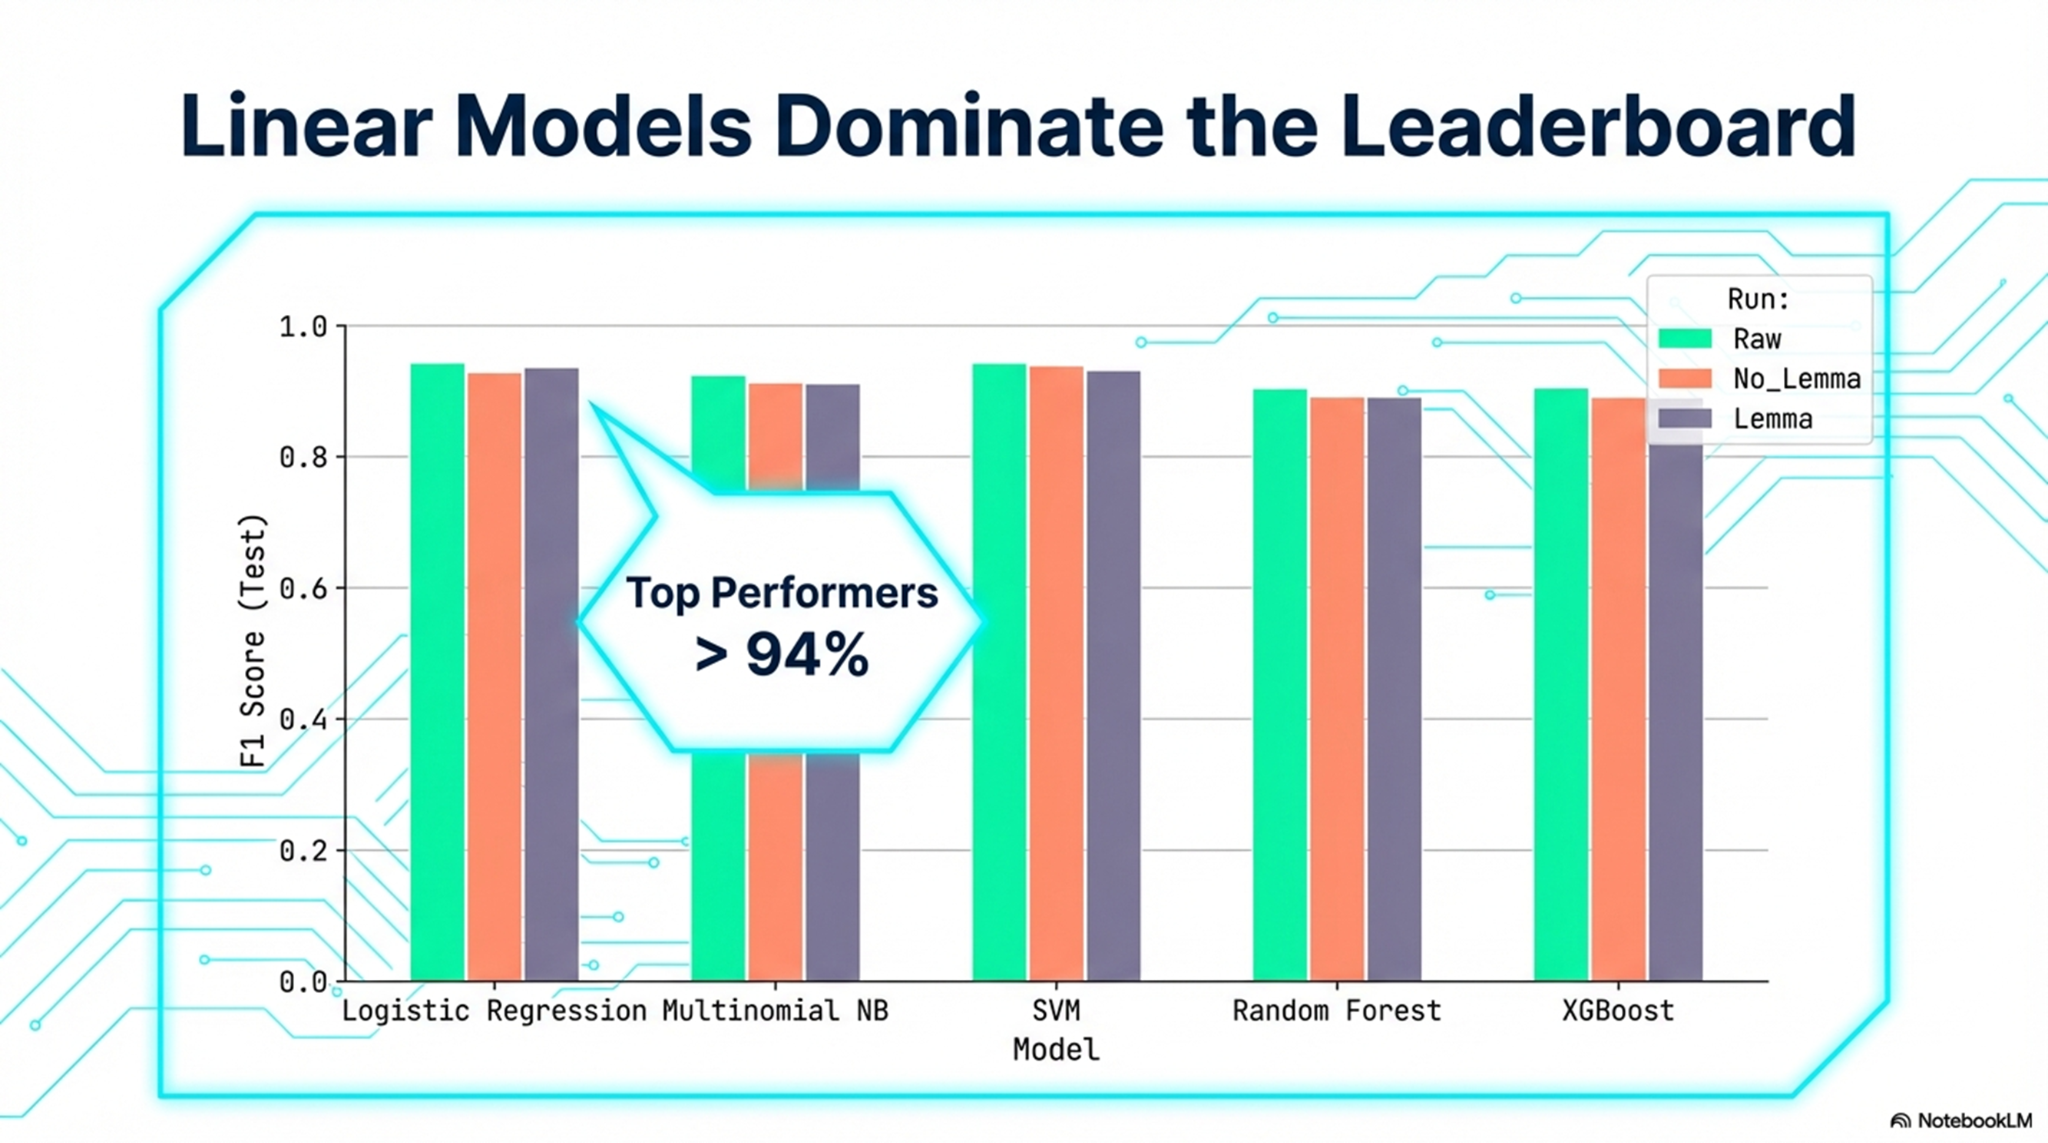 Linear Models Dominate the Leaderboard
Run:
Raw
No_Lemma
Lemma
1.0
0.8
0.6
0.4
0.2
0.0
F1 Score (Test)
Top Performers
> 94%
Logistic Regression Multinomial NB SVM Random Forest XGBoost
Model
NotebookLM